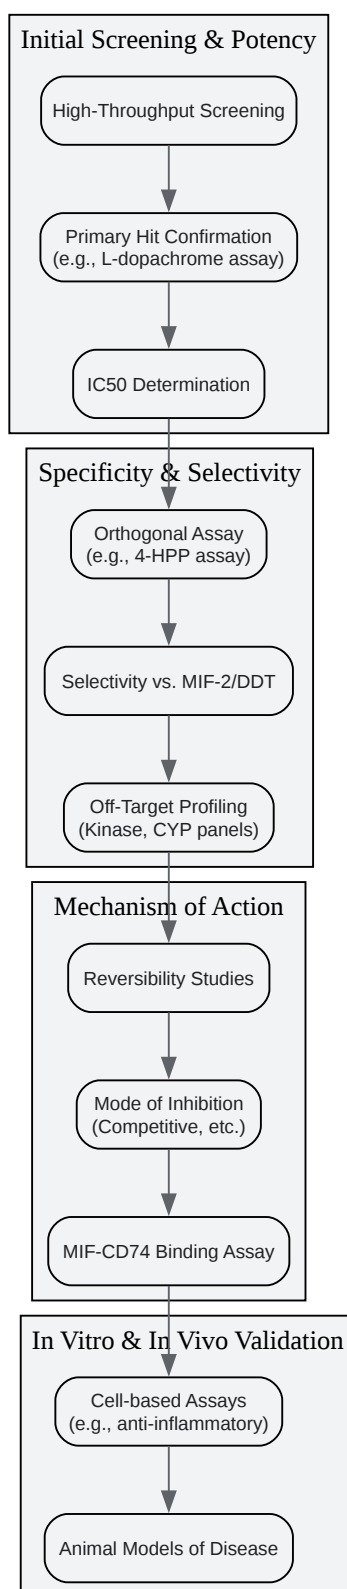 Initial Screening & Potency
High-Throughput Screening
Primary Hit Confirmation
(e.g., L-dopachrome assay)
IC50 Determination
Specificity & Selectivity
Orthogonal Assay
(e.g., 4-HPP assay)
Selectivity vs. MIF-2/DDT
Off-Target Profiling
(Kinase, CYP panels)
Mechanism of Action
Reversibility Studies
Mode of Inhibition
(Competitive, etc.)
MIF-CD74 Binding Assay
In Vitro & In Vivo Validation
Cell-based Assays
(e.g., anti-inflammatory)
Animal Models of Disease